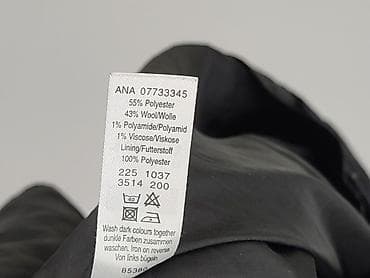 ANA 07733345
55% Polyester
43% Wool/Wolle
1% Polyamide/Polyamid
1% Viscose/Viskose
Lining/Futterstoff
100% Polyester
225 1037
3514 200
Wash dark colours together
dunkle Farben zusammen
waschen. Iron on reverse
Von links bügeln